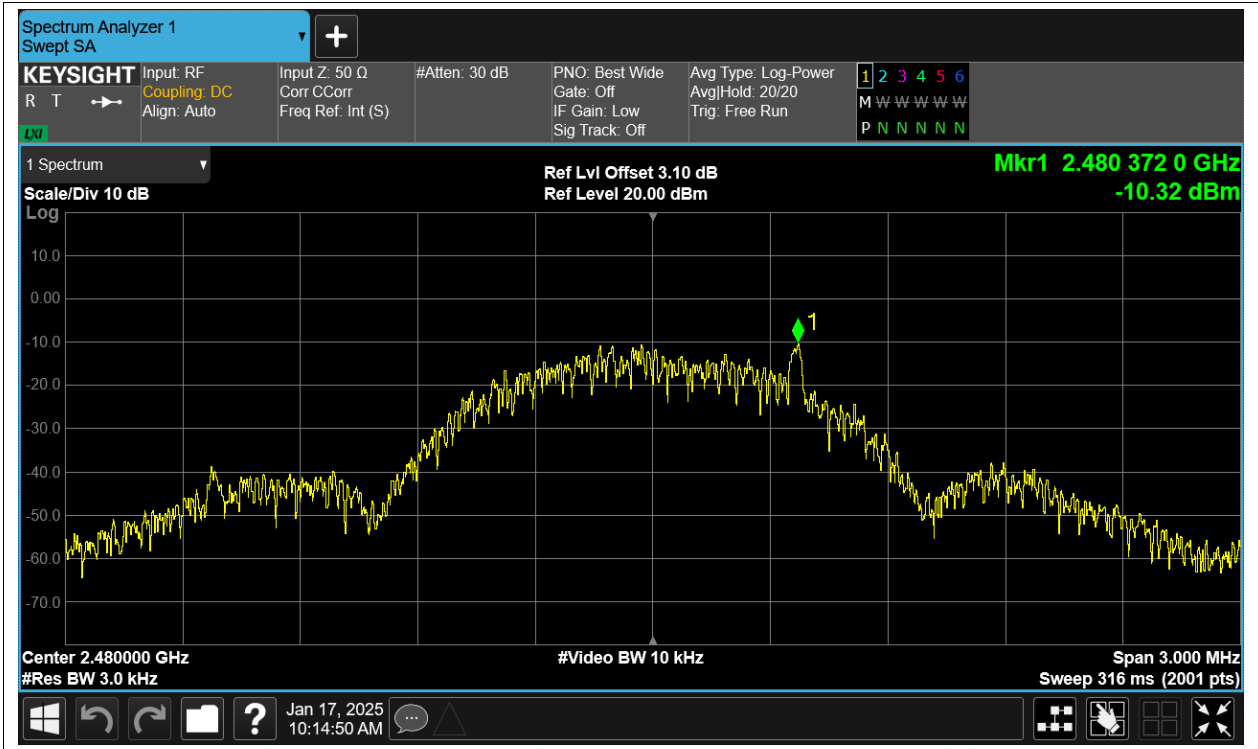 Spectrum Analyzer 1
Swept SA
KEYSIGHT
R T
LXI
Input: RF
Coupling: DC
Align: Auto
Input Z: 50 Ω
Corr CCorr
Freq Ref: Int (S)
#Atten: 30 dB
PNO: Best Wide
Gate: Off
IF Gain: Low
Sig Track: Off
Avg Type: Log-Power
Avg|Hold: 20/20
Trig: Free Run
1 2 3 4 5 6
M W W W W W W
P N N N N N
1 Spectrum
Scale/Div 10 dB
Log
Ref Lvl Offset 3.10 dB
Ref Level 20.00 dBm
Mkr1 2.480 372 0 GHz
-10.32 dBm
10.0
0.00
-10.0
-20.0
-30.0
-40.0
-50.0
-60.0
-70.0
1
Center 2.480000 GHz
#Res BW 3.0 kHz
#Video BW 10 kHz
Span 3.000 MHz
Sweep 316 ms (2001 pts)
?
Jan 17, 2025
10:14:50 AM